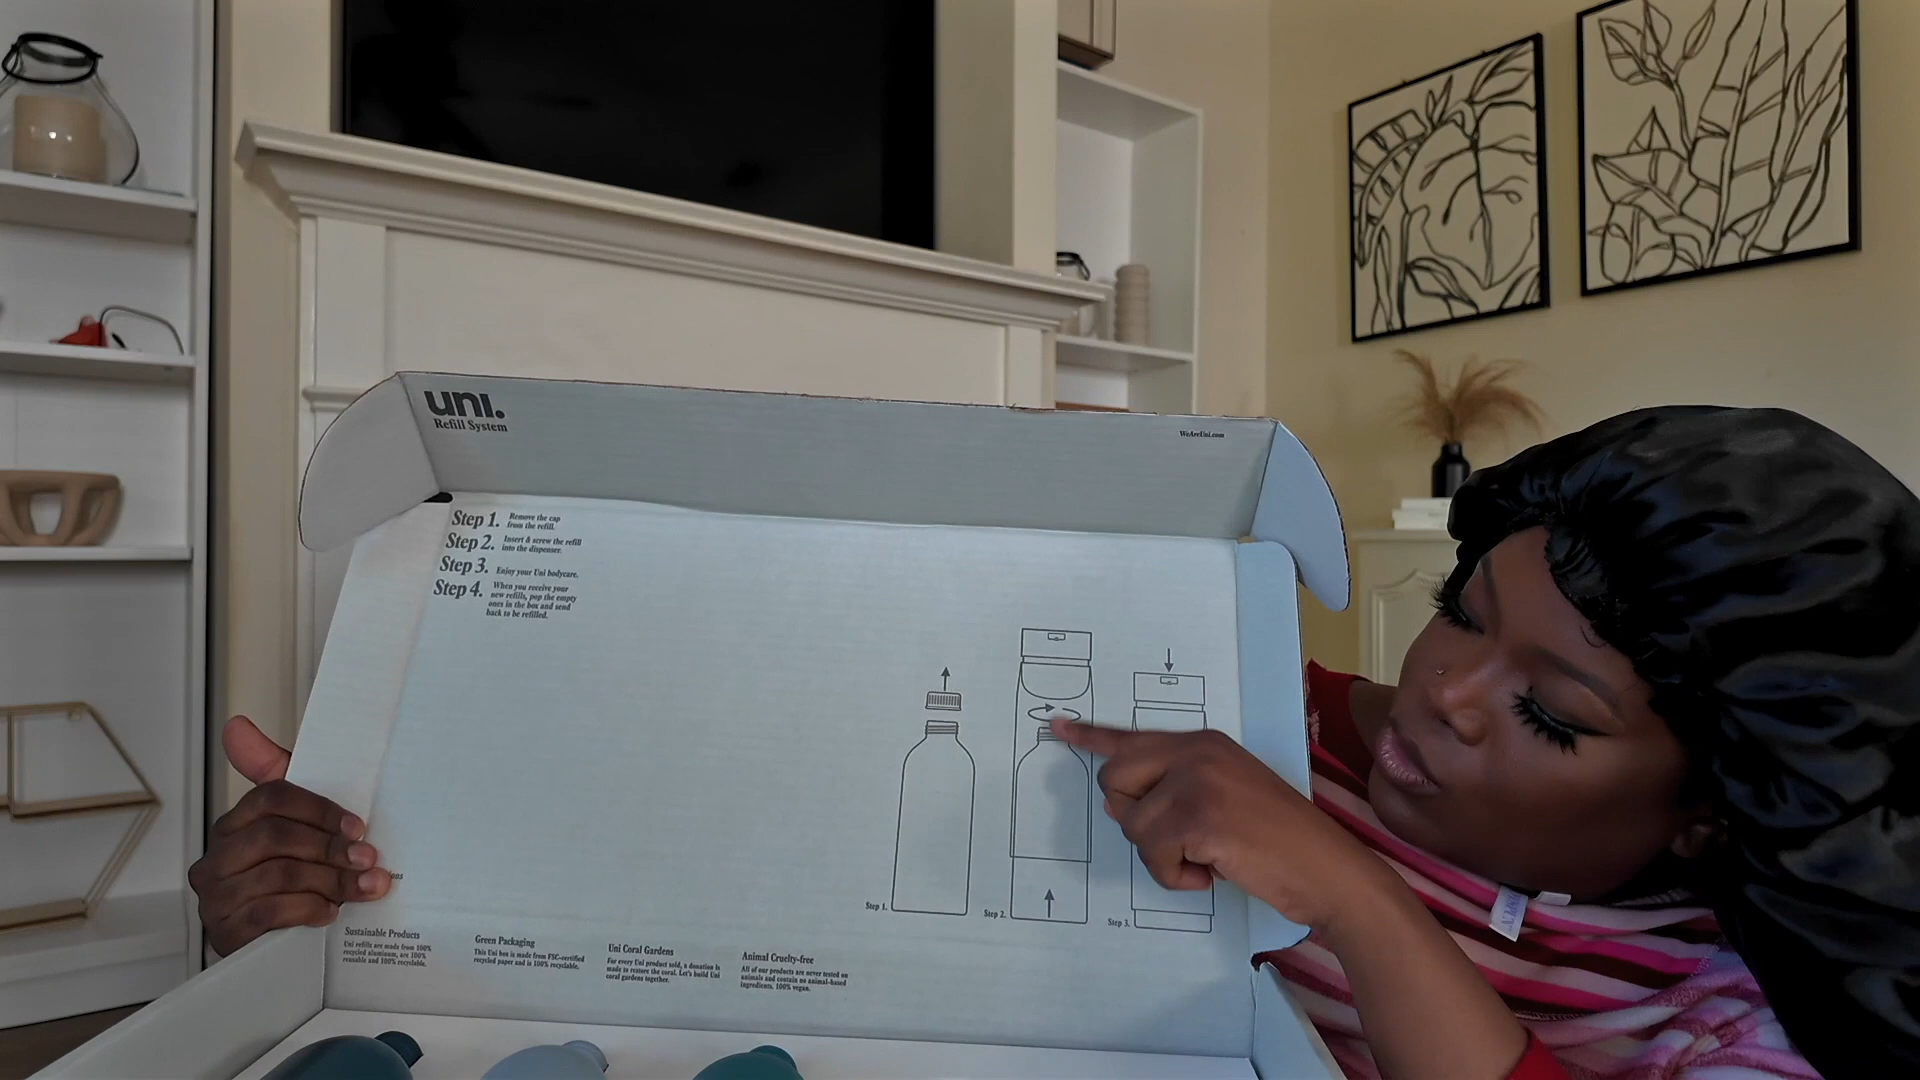 uni.
Refill System
WeAreUni.com
Step 1. Remove the cap
from the refill.
Step 2. Insert & screw the refill
into the dispenser.
Step 3. Enjoy your Uni bodycare.
Step 4. When you receive your
new refills, pop the empty
ones in the box and send
back to be refilled.
Step 1.
Step 2.
Step 3.
Sustainable Products
Uni refills are made from 100%
recycled aluminum, are 100%
reusable and 100% recyclable.
Green Packaging
This Uni box is made from FSC-certified
recycled paper and is 100% recyclable.
Uni Coral Gardens
For every Uni product sold, a donation is
made to restore the coral. Let's build Uni
coral gardens together.
Animal Cruelty-free
All of our products are never tested on
animals and contain no animal-based
ingredients. 100% vegan.